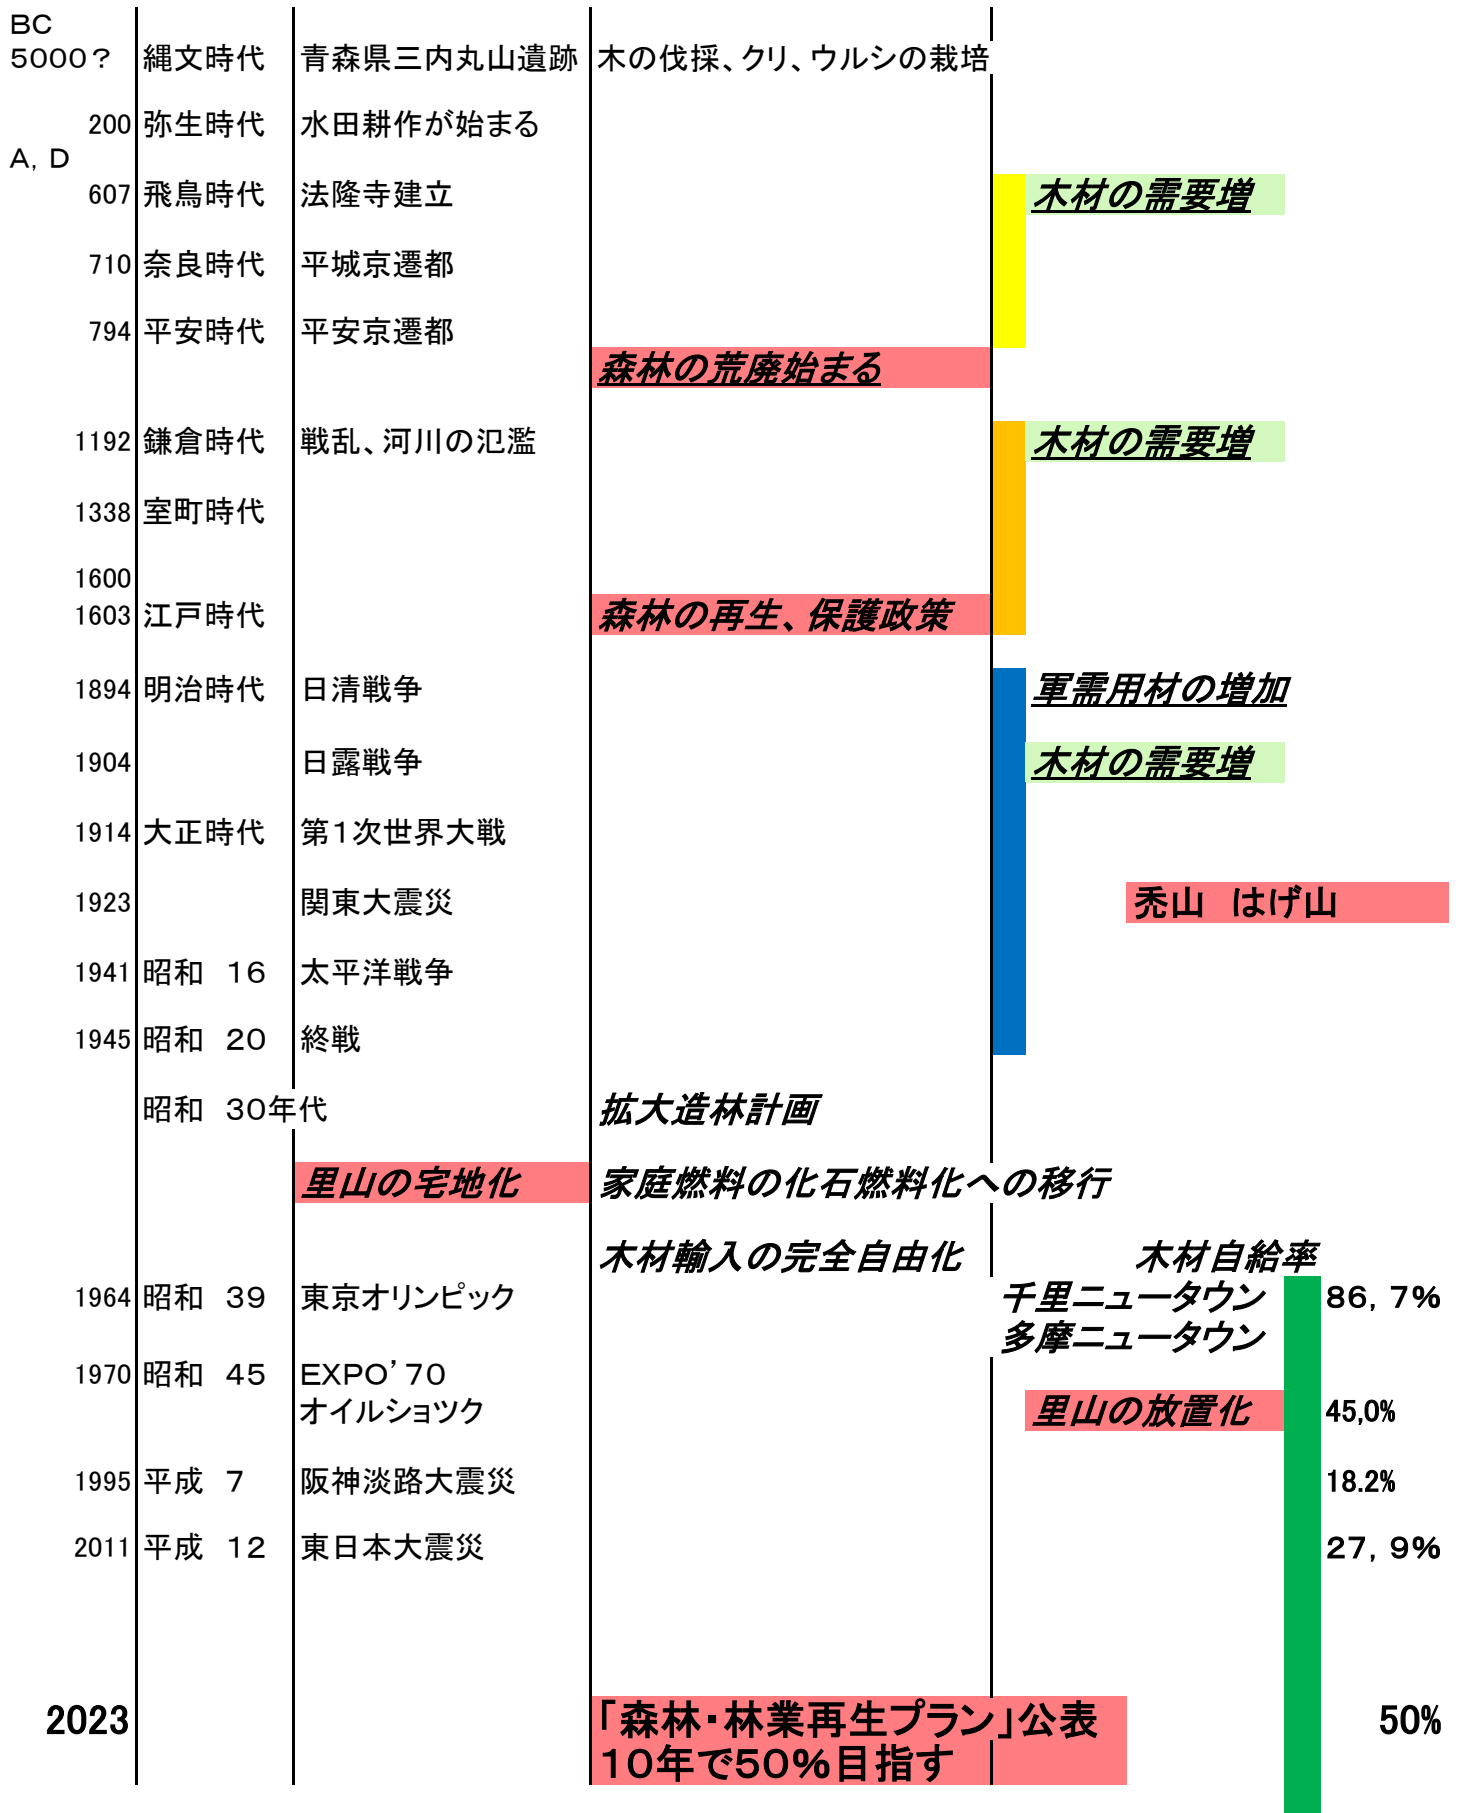 BC
5000？ 縄文時代 青森県三内丸山遺跡 木の伐採、クリ、ウルシの栽培
200 弥生時代 水田耕作が始まる
A，D
607 飛鳥時代 法隆寺建立 木材の需要増
710 奈良時代 平城京遷都
794 平安時代 平安京遷都
森林の荒廃始まる
1192 鎌倉時代 戦乱、河川の氾濫 木材の需要増
1338 室町時代
1600
1603 江戸時代 森林の再生、保護政策
1894 明治時代 日清戦争 軍需用材の増加
1904 日露戦争 木材の需要増
1914 大正時代 第１次世界大戦
1923 関東大震災 禿山　はげ山
1941 昭和　１６ 太平洋戦争
1945 昭和　２０ 終戦
昭和　３０年代 拡大造林計画
里山の宅地化 家庭燃料の化石燃料化への移行
木材輸入の完全自由化 木材自給率
1964 昭和　３９ 東京オリンピック 千里ニュータウン ８６，７％
多摩ニュータウン
1970 昭和　４５ EXPO’７０
オイルショツク 里山の放置化 45,0%
1995 平成　７ 阪神淡路大震災 18.2%
2011 平成　１２ 東日本大震災 ２７，９％
2023 「森林・林業再生プラン」公表 50%
１０年で５０％目指す